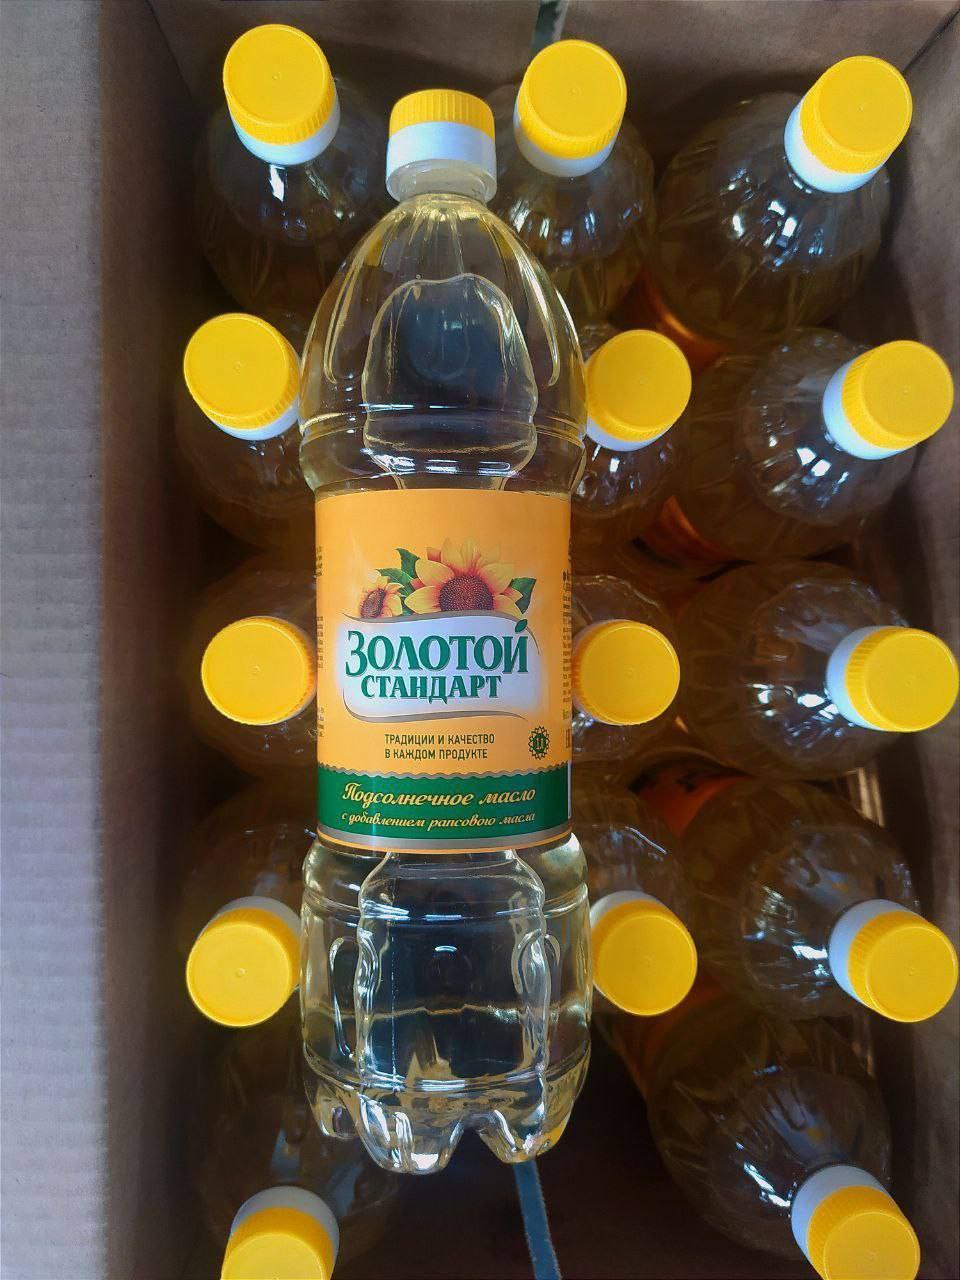 ЗОЛОТОЙ
СТАНДАРТ
ТРАДИЦИИ И КАЧЕСТВО
В КАЖДОМ ПРОДУКТЕ
Подсолнечное масло
с добавлением рапсового масла